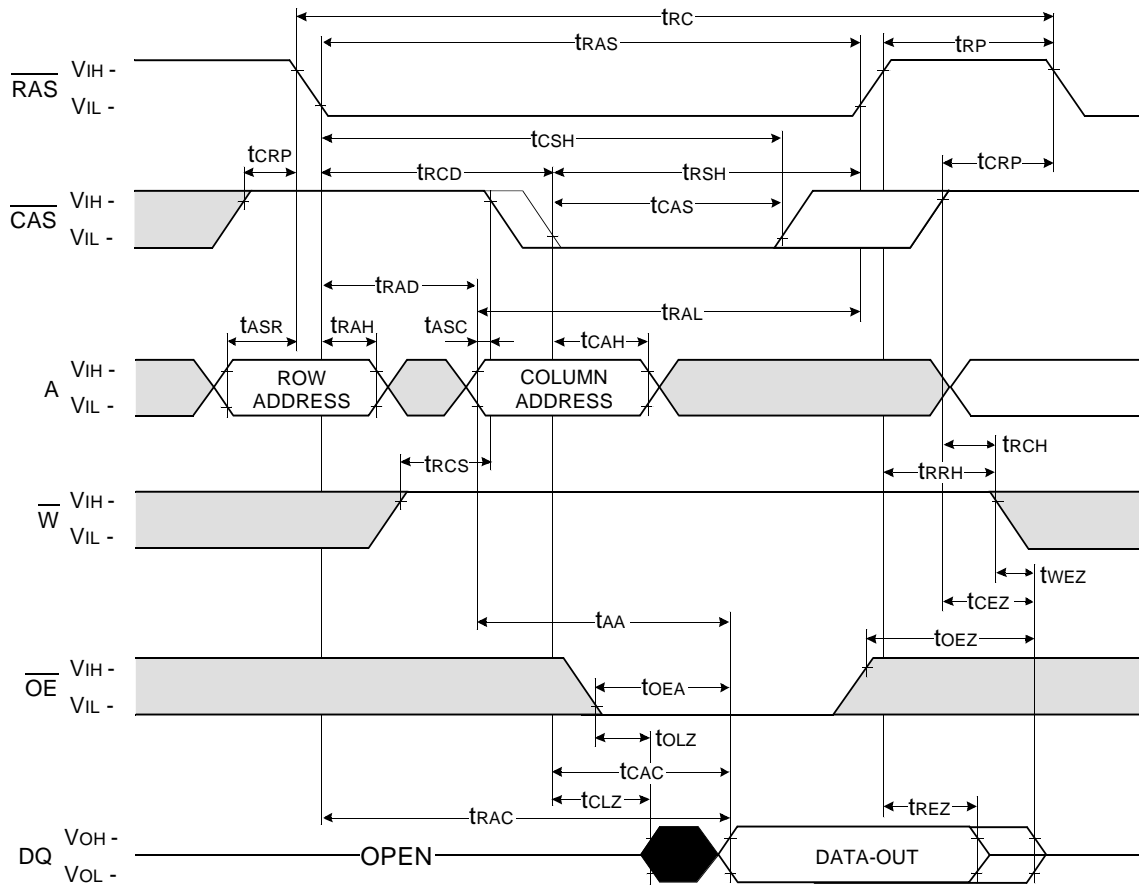 tRC
tRAS
tRP
RAS
VIH -
VIL -
tCSH
tCRP
tRCD
tRSH
tCRP
CAS
VIH -
VIL -
tCAS
tRAD
tRAL
tASR
tRAH
tASC
tCAH
A
VIH -
VIL -
ROW
ADDRESS
COLUMN
ADDRESS
tRCS
tRCH
tRRH
W
VIH -
VIL -
tWEZ
tCEZ
tAA
tOEZ
OE
VIH -
VIL -
tOEA
tOLZ
tCAC
tCLZ
tREZ
tRAC
DQ
VOH -
VOL -
OPEN
DATA-OUT